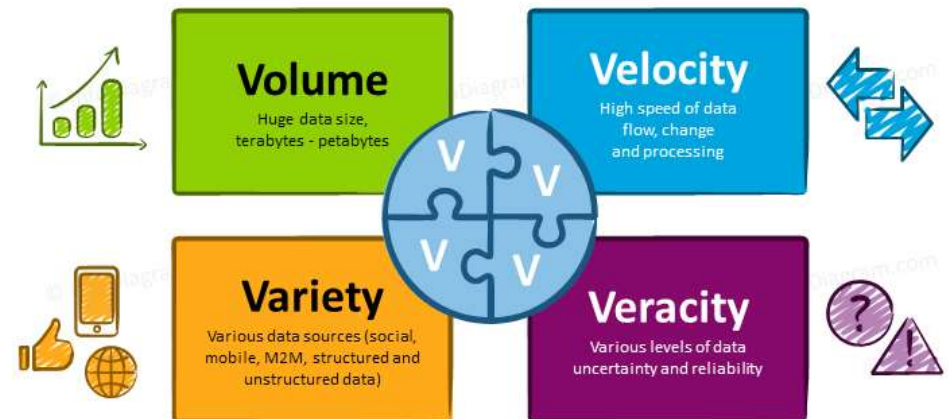 Volume
Huge data size,
terabytes - petabytes
Velocity
High speed of data
flow, change
and processing
V
V
V
V
Variety
Various data sources (social,
mobile, M2M, structured and
unstructured data)
Veracity
Various levels of data
uncertainty and reliability
?
!